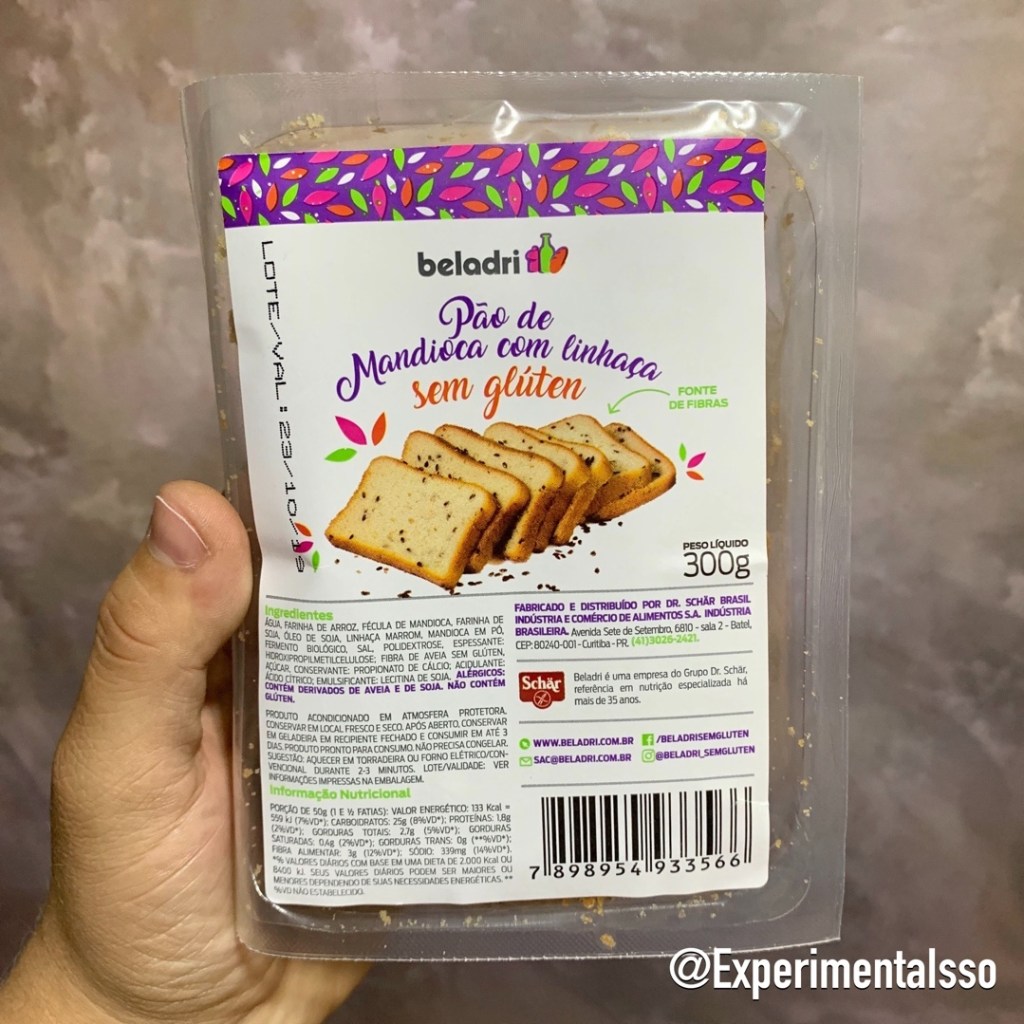 beladri
Pão de
Mandioca com linhaça
sem glúten
FONTE
DE FIBRAS
LOTE/VAL:23/10/19
PESO LÍQUIDO
300g
Ingredientes
ÁGUA, FARINHA DE ARROZ, FÉCULA DE MANDIOCA, FARINHA DE
SOJA, ÓLEO DE SOJA, LINHAÇA MARROM, MANDIOCA EM PÓ,
FERMENTO BIOLÓGICO, SAL, POLIDEXTROSE, ESPESSANTE:
HIDROXIPROPILMETILCELULOSE; FIBRA DE AVEIA SEM GLÚTEN,
AÇÚCAR, CONSERVANTE: PROPIONATO DE CÁLCIO; ACIDULANTE:
ÁCIDO CÍTRICO; EMULSIFICANTE: LECITINA DE SOJA. ALÉRGICOS:
CONTÉM DERIVADOS DE AVEIA E DE SOJA. NÃO CONTÉM
GLÚTEN.
PRODUTO ACONDICIONADO EM ATMOSFERA PROTETORA.
CONSERVAR EM LOCAL FRESCO E SECO. APÓS ABERTO, CONSERVAR
EM GELADEIRA EM RECIPIENTE FECHADO E CONSUMIR EM ATÉ 3
DIAS. PRODUTO PRONTO PARA CONSUMO. NÃO PRECISA CONGELAR.
SUGESTÃO: AQUECER EM TORRADEIRA OU FORNO ELÉTRICO/CON-
VENCIONAL DURANTE 2-3 MINUTOS. LOTE/VALIDADE: VER
INFORMAÇÕES IMPRESSAS NA EMBALAGEM.
Informação Nutricional
PORÇÃO DE 50g (1 E ½ FATIAS): VALOR ENERGÉTICO: 133 Kcal =
559 kJ (7%VD*); CARBOIDRATOS: 25g (8%VD*); PROTEÍNAS: 1,8g
(2%VD*); GORDURAS TOTAIS: 2,7g (5%VD*); GORDURAS
SATURADAS: 0,4g (2%VD*); GORDURAS TRANS: 0g (**%VD*);
FIBRA ALIMENTAR: 3g (12%VD*); SÓDIO: 339mg (14%VD*).
*% VALORES DIÁRIOS COM BASE EM UMA DIETA DE 2.000 Kcal OU
8400 kJ. SEUS VALORES DIÁRIOS PODEM SER MAIORES OU
MENORES DEPENDENDO DE SUAS NECESSIDADES ENERGÉTICAS. **
%VD NÃO ESTABELECIDO.
FABRICADO E DISTRIBUÍDO POR DR. SCHÄR BRASIL
INDÚSTRIA E COMÉRCIO DE ALIMENTOS S.A. INDÚSTRIA
BRASILEIRA. Avenida Sete de Setembro, 6810 - sala 2 - Batel,
CEP: 80240-001 - Curitiba - PR. (41)3026-2421.
Schär
Beladri é uma empresa do Grupo Dr. Schär,
referência em nutrição especializada há
mais de 35 anos.
WWW.BELADRI.COM.BR /BELADRISEMGLUTEN
SAC@BELADRI.COM.BR @BELADRI_SEMGLUTEN
7 898954 933566
@ExperimentaIsso